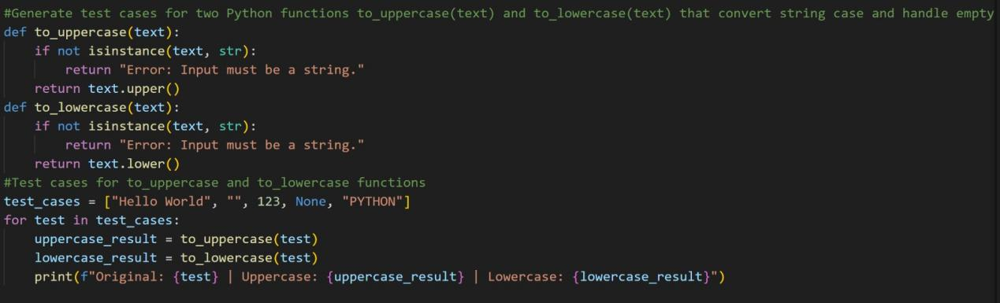 #Generate test cases for two Python functions to_uppercase(text) and to_lowercase(text) that convert string case and handle empty
def to_uppercase(text):
    if not isinstance(text, str):
        return "Error: Input must be a string."
    return text.upper()
def to_lowercase(text):
    if not isinstance(text, str):
        return "Error: Input must be a string."
    return text.lower()
#Test cases for to_uppercase and to_lowercase functions
test_cases = ["Hello World", "", 123, None, "PYTHON"]
for test in test_cases:
    uppercase_result = to_uppercase(test)
    lowercase_result = to_lowercase(test)
    print(f"Original: {test} | Uppercase: {uppercase_result} | Lowercase: {lowercase_result}")